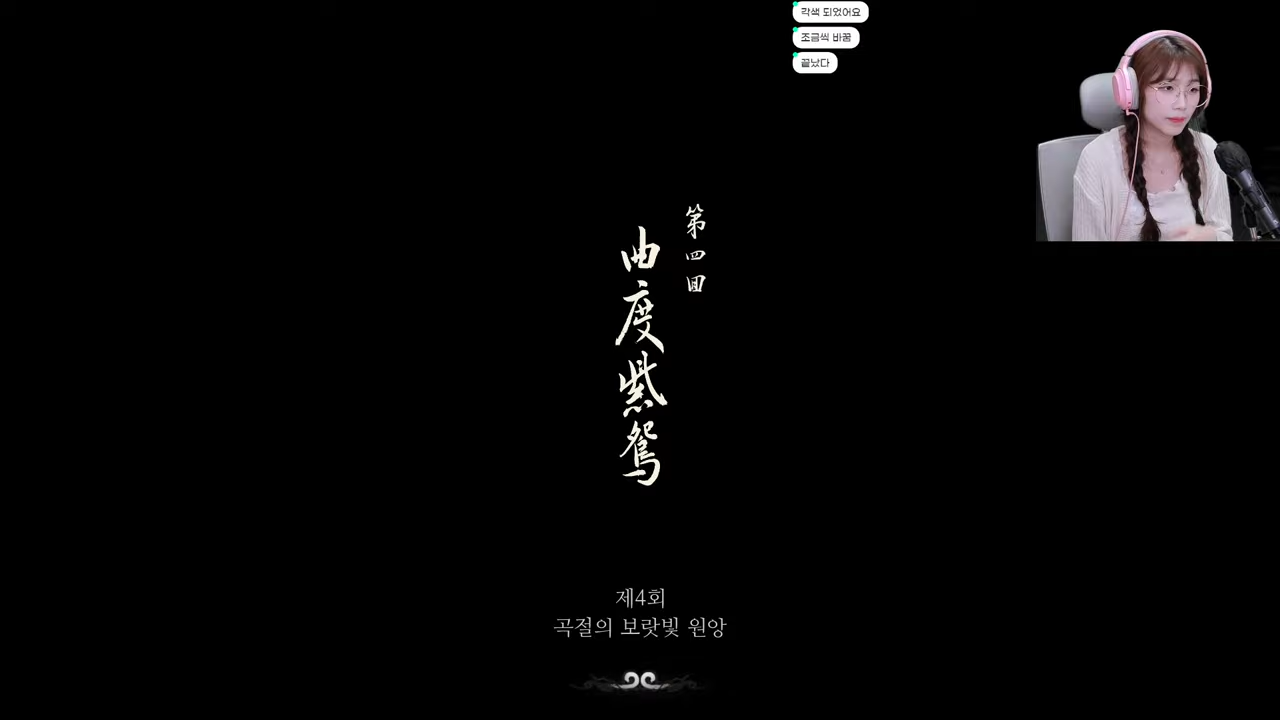 각색 되었어요
조금씩 바꿈
끝났다
第四回
曲度紫鴛
제4회
곡절의 보랏빛 원앙